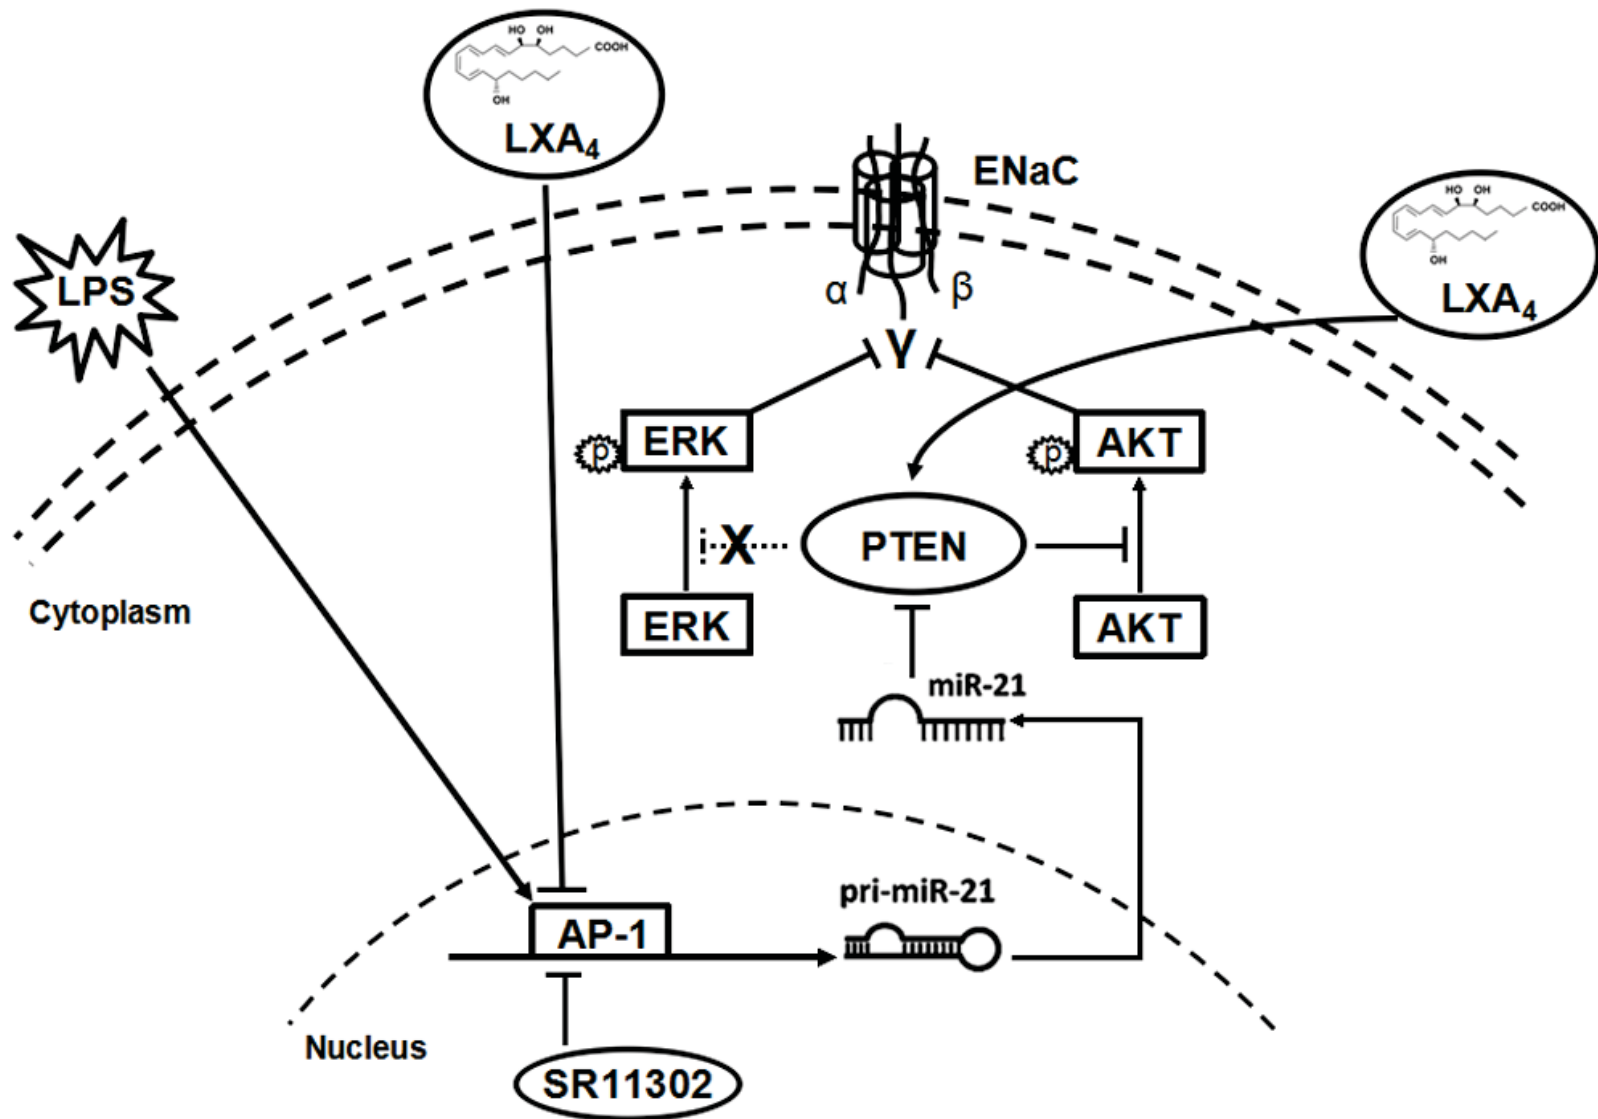 HO OH
COOH
OH
LXA₄
ENaC
HO OH
COOH
OH
LXA₄
LPS
α
β
γ
ERK
p
AKT
p
X
PTEN
Cytoplasm
ERK
AKT
miR-21
pri-miR-21
AP-1
Nucleus
SR11302